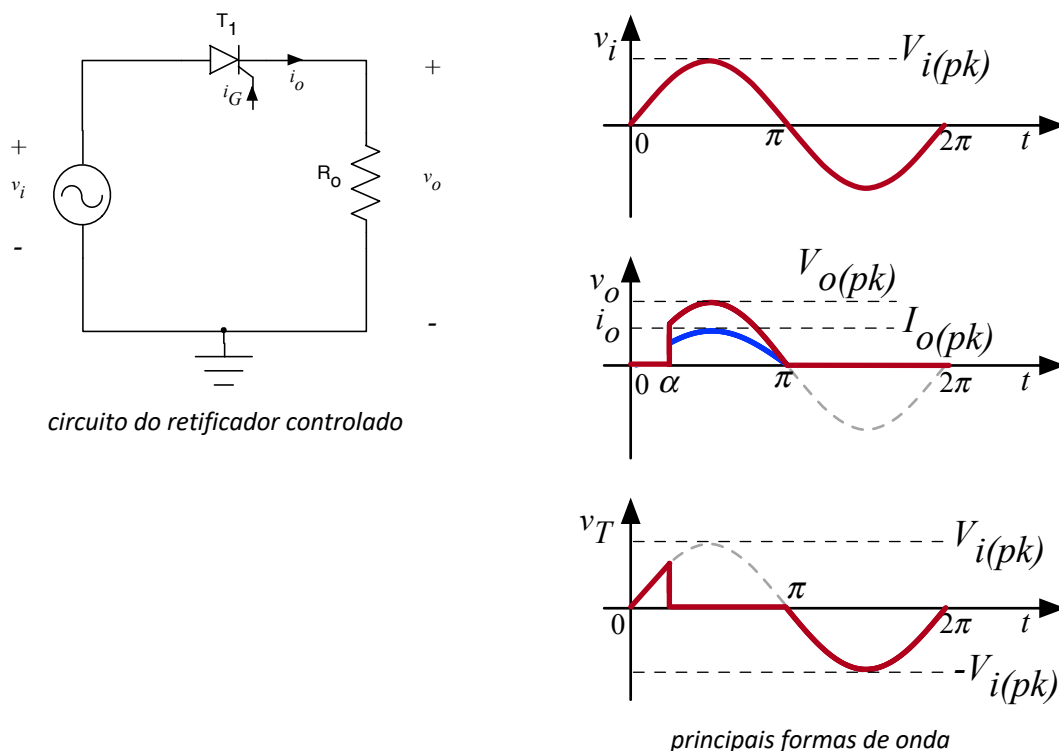 T1
iG
io
+
vi
-
Ro
+
vo
-
circuito do retificador controlado
vi
Vi(pk)
0
π
2π
t
vo
io
Vo(pk)
Io(pk)
0
α
π
2π
t
vT
Vi(pk)
0
π
2π
t
-Vi(pk)
principais formas de onda